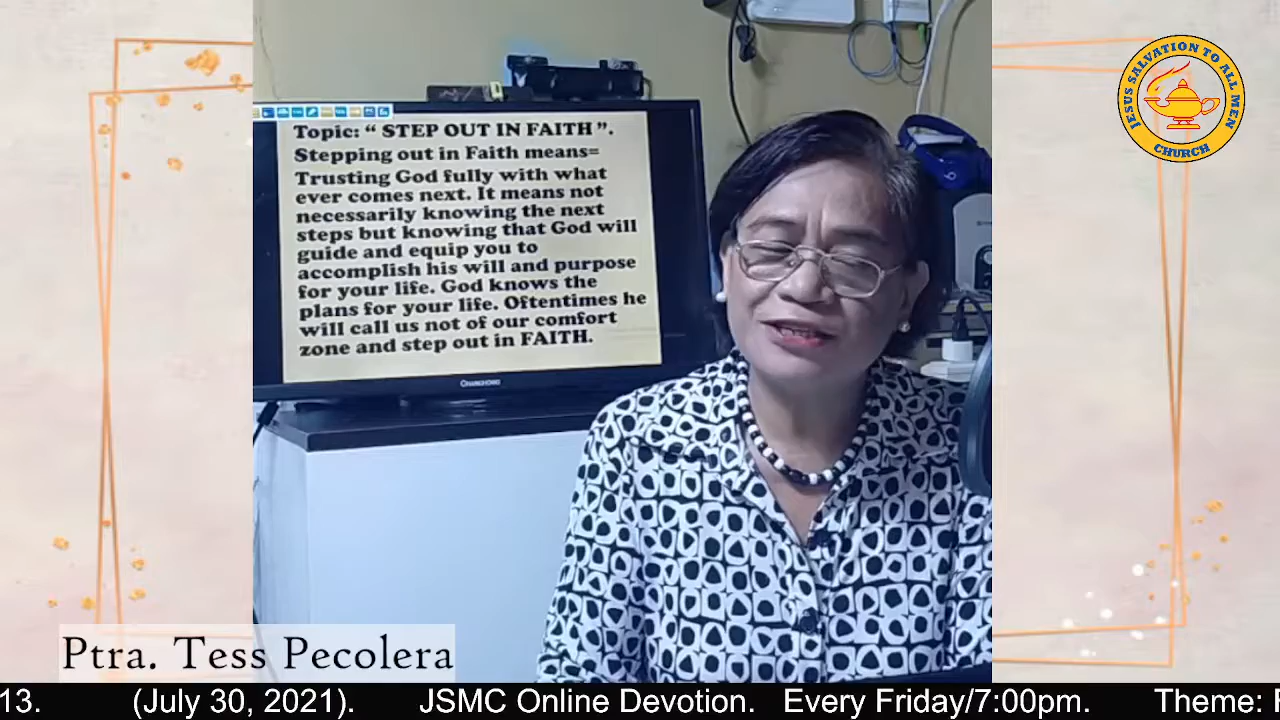 JESUS SALVATION TO ALL MEN
CHURCH
Topic: “ STEP OUT IN FAITH ”.
Stepping out in Faith means=
Trusting God fully with what
ever comes next. It means not
necessarily knowing the next
steps but knowing that God will
guide and equip you to
accomplish his will and purpose
for your life. God knows the
plans for your life. Oftentimes he
will call us not of our comfort
zone and step out in FAITH.
CHANGHONG
Ptra. Tess Pecolera
13. (July 30, 2021). JSMC Online Devotion. Every Friday/7:00pm. Theme: